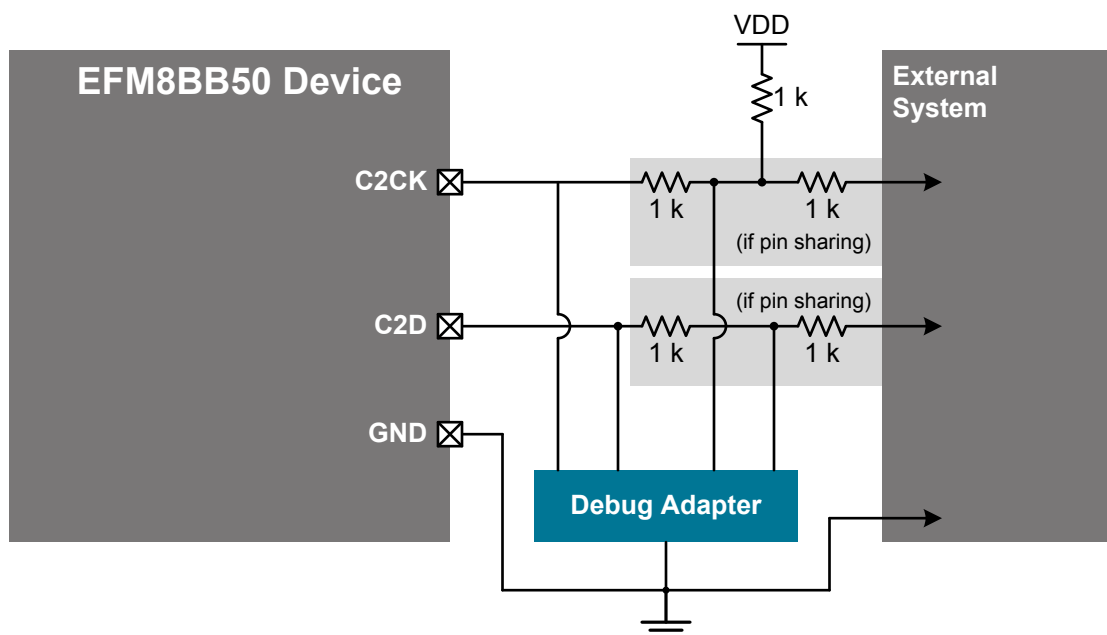 VDD
1 k
EFM8BB50 Device
External
System
C2CK
1 k
1 k
(if pin sharing)
(if pin sharing)
C2D
1 k
1 k
GND
Debug Adapter